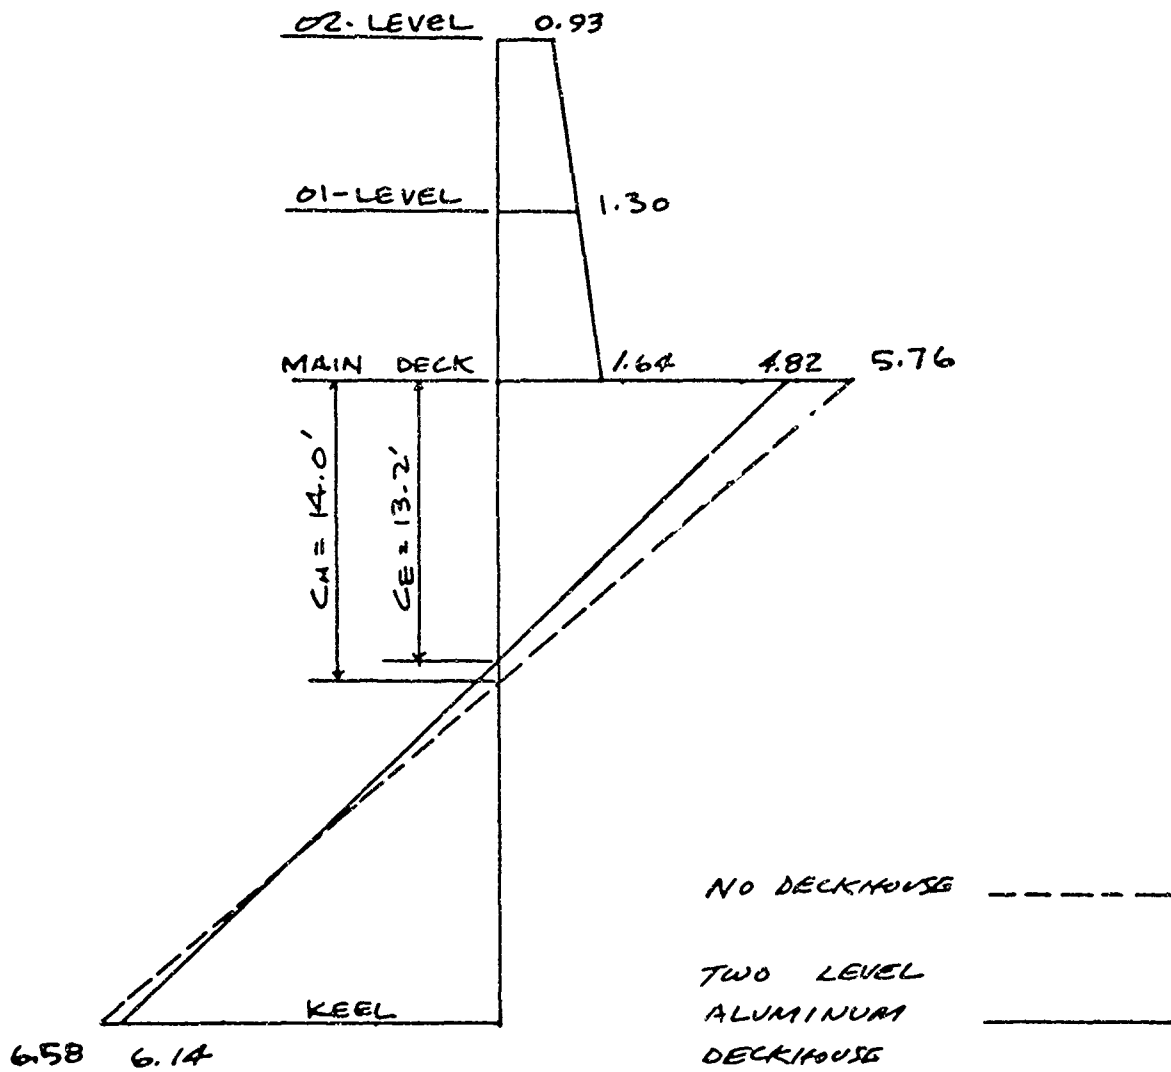 02-LEVEL 0.93
01-LEVEL 1.30
MAIN DECK 1.64 4.82 5.76
CH = 14.0'
CE = 13.2'
NO DECKHOUSE
TWO LEVEL
ALUMINUM
DECKHOUSE
KEEL
6.58 6.14